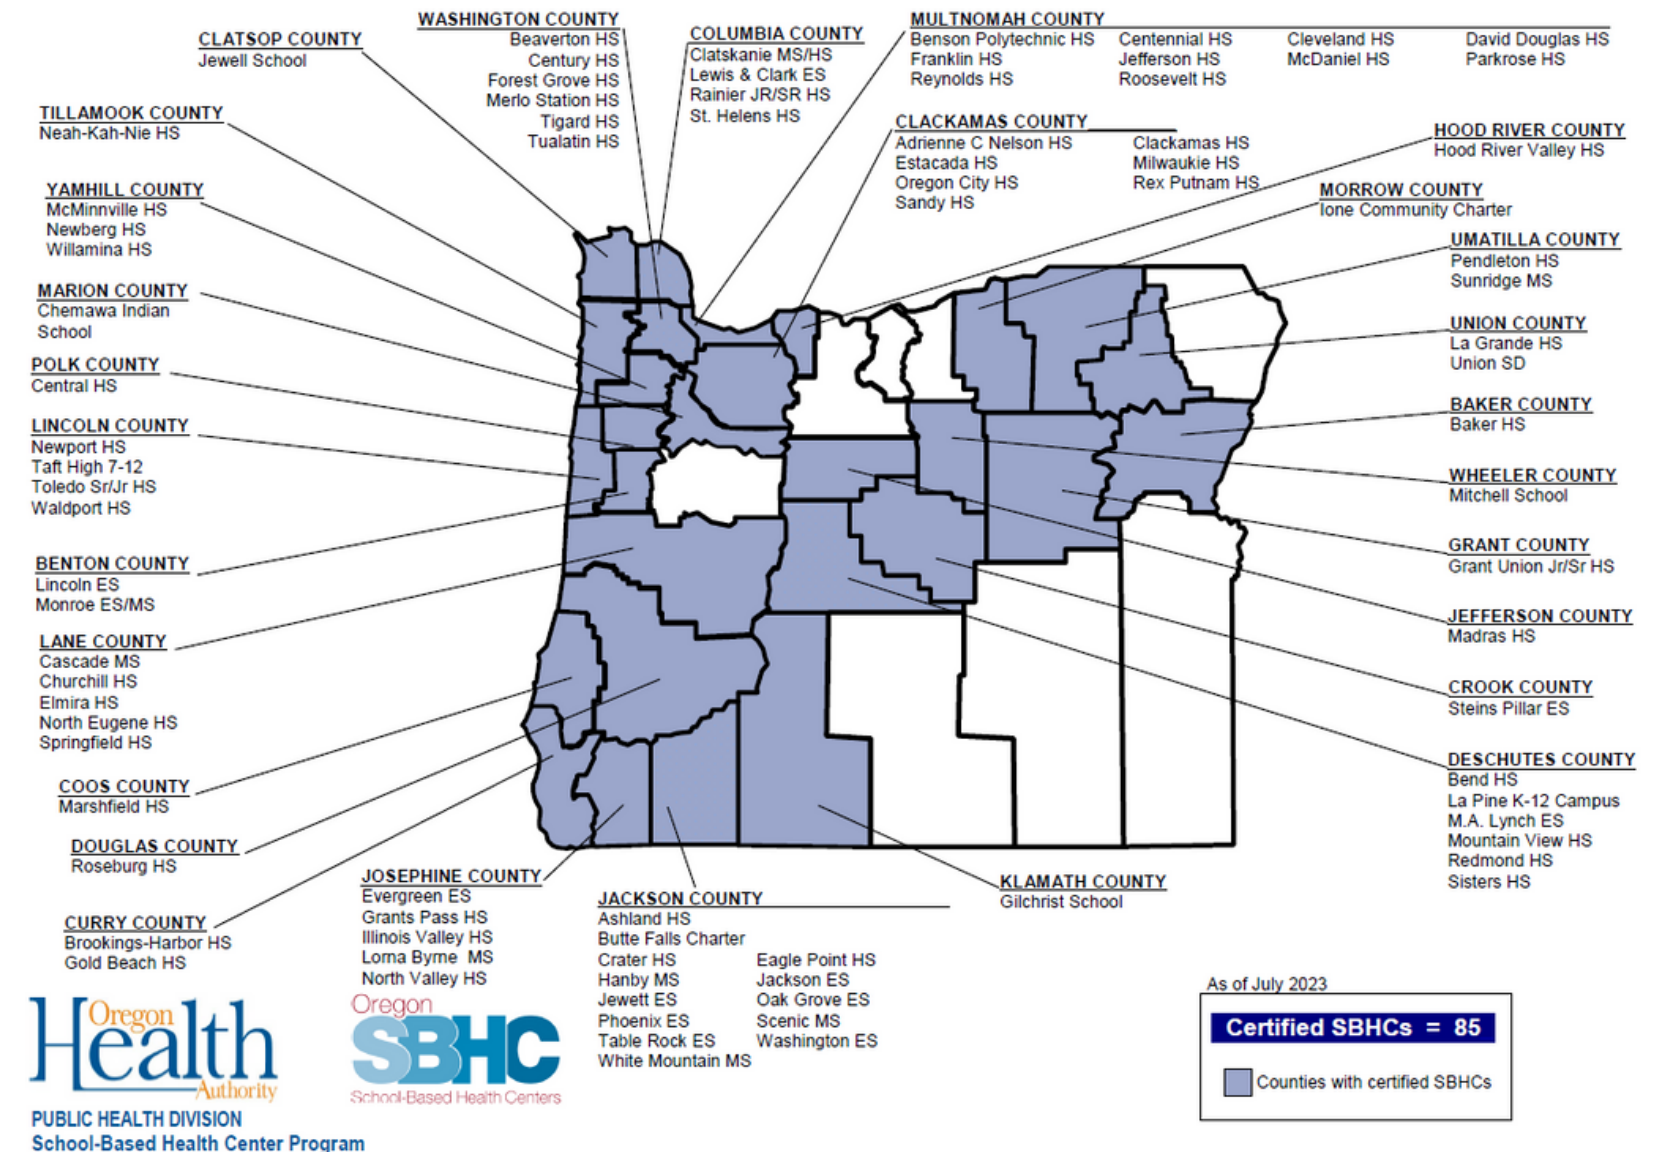 CLATSOP COUNTY
Jewell School
WASHINGTON COUNTY
Beaverton HS
Century HS
Forest Grove HS
Merlo Station HS
Tigard HS
Tualatin HS
COLUMBIA COUNTY
Clatskanie MS/HS
Lewis & Clark ES
Rainier JR/SR HS
St. Helens HS
MULTNOMAH COUNTY
Benson Polytechnic HS Centennial HS Cleveland HS David Douglas HS
Franklin HS Jefferson HS McDaniel HS Parkrose HS
Reynolds HS Roosevelt HS
CLACKAMAS COUNTY
Adrienne C Nelson HS Clackamas HS
Estacada HS Milwaukie HS
Oregon City HS Rex Putnam HS
Sandy HS
HOOD RIVER COUNTY
Hood River Valley HS
MORROW COUNTY
Ione Community Charter
UMATILLA COUNTY
Pendleton HS
Sunridge MS
UNION COUNTY
La Grande HS
Union SD
BAKER COUNTY
Baker HS
WHEELER COUNTY
Mitchell School
GRANT COUNTY
Grant Union Jr/Sr HS
JEFFERSON COUNTY
Madras HS
CROOK COUNTY
Steins Pillar ES
DESCHUTES COUNTY
Bend HS
La Pine K-12 Campus
M.A. Lynch ES
Mountain View HS
Redmond HS
Sisters HS
TILLAMOOK COUNTY
Neah-Kah-Nie HS
YAMHILL COUNTY
McMinnville HS
Newberg HS
Willamina HS
MARION COUNTY
Chemawa Indian
School
POLK COUNTY
Central HS
LINCOLN COUNTY
Newport HS
Taft High 7-12
Toledo Sr/Jr HS
Waldport HS
BENTON COUNTY
Lincoln ES
Monroe ES/MS
LANE COUNTY
Cascade MS
Churchill HS
Elmira HS
North Eugene HS
Springfield HS
COOS COUNTY
Marshfield HS
DOUGLAS COUNTY
Roseburg HS
CURRY COUNTY
Brookings-Harbor HS
Gold Beach HS
JOSEPHINE COUNTY
Evergreen ES
Grants Pass HS
Illinois Valley HS
Lorna Byrne MS
North Valley HS
JACKSON COUNTY
Ashland HS
Butte Falls Charter
Crater HS Eagle Point HS
Hanby MS Jackson ES
Jewett ES Oak Grove ES
Phoenix ES Scenic MS
Table Rock ES Washington ES
White Mountain MS
KLAMATH COUNTY
Gilchrist School
Oregon
Health
Authority
PUBLIC HEALTH DIVISION
School-Based Health Center Program
Oregon
SBHC
School-Based Health Centers
As of July 2023
Certified SBHCs = 85
Counties with certified SBHCs